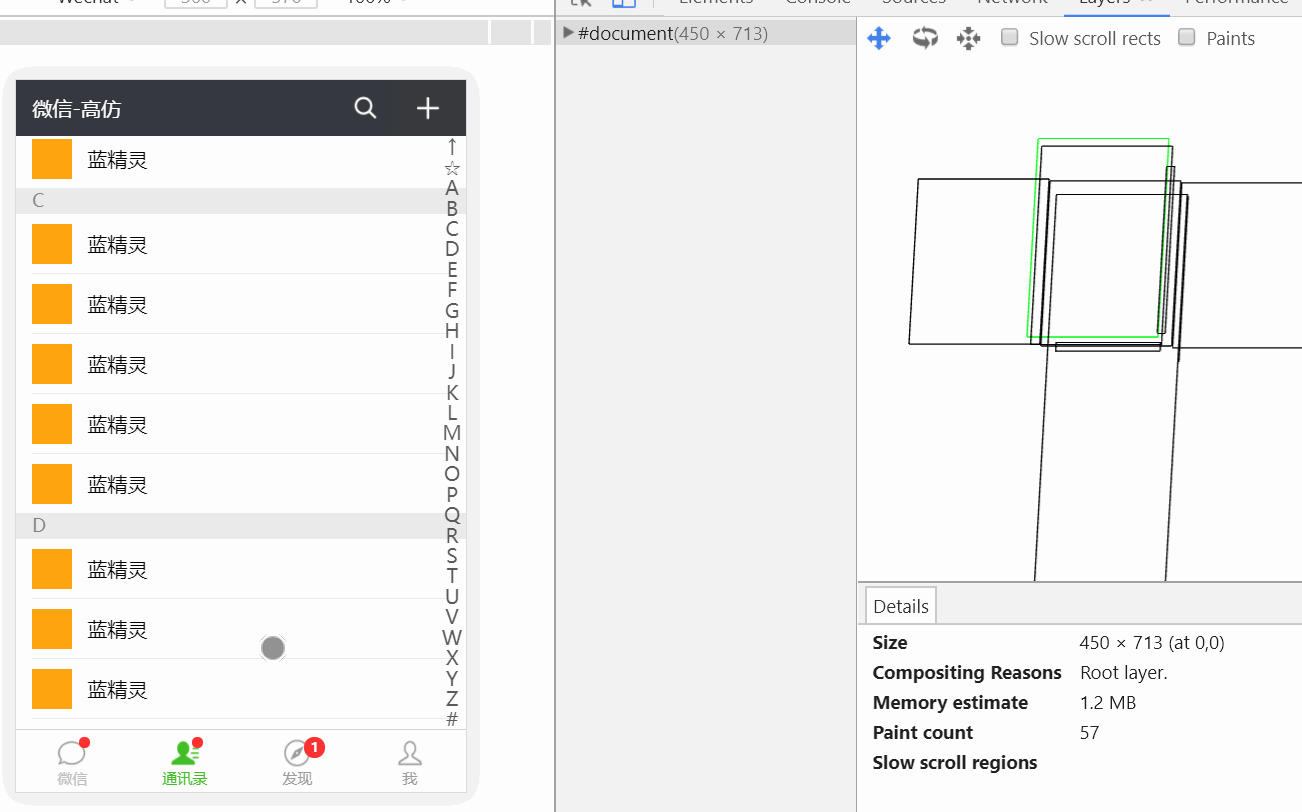 Wechat 360 × 570 100%
Elements Console Sources Network Layers Performance
#document(450 × 713)
Slow scroll rects Paints
微信-高仿
蓝精灵
C
蓝精灵
蓝精灵
蓝精灵
蓝精灵
蓝精灵
D
蓝精灵
蓝精灵
蓝精灵
↑
☆
A
B
C
D
E
F
G
H
I
J
K
L
M
N
O
P
Q
R
S
T
U
V
W
X
Y
Z
#
微信
通讯录
1
发现
我
Details
Size 450 × 713 (at 0,0)
Compositing Reasons Root layer.
Memory estimate 1.2 MB
Paint count 57
Slow scroll regions